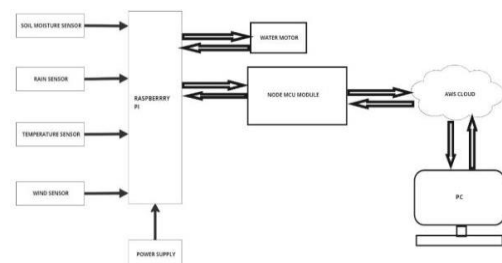 SOIL MOISTURE SENSOR
RAIN SENSOR
TEMPERATURE SENSOR
WIND SENSOR
RASPBERRRY
PI
POWER SUPPLY
WATER MOTOR
NODE MCU MODULE
AWS CLOUD
PC